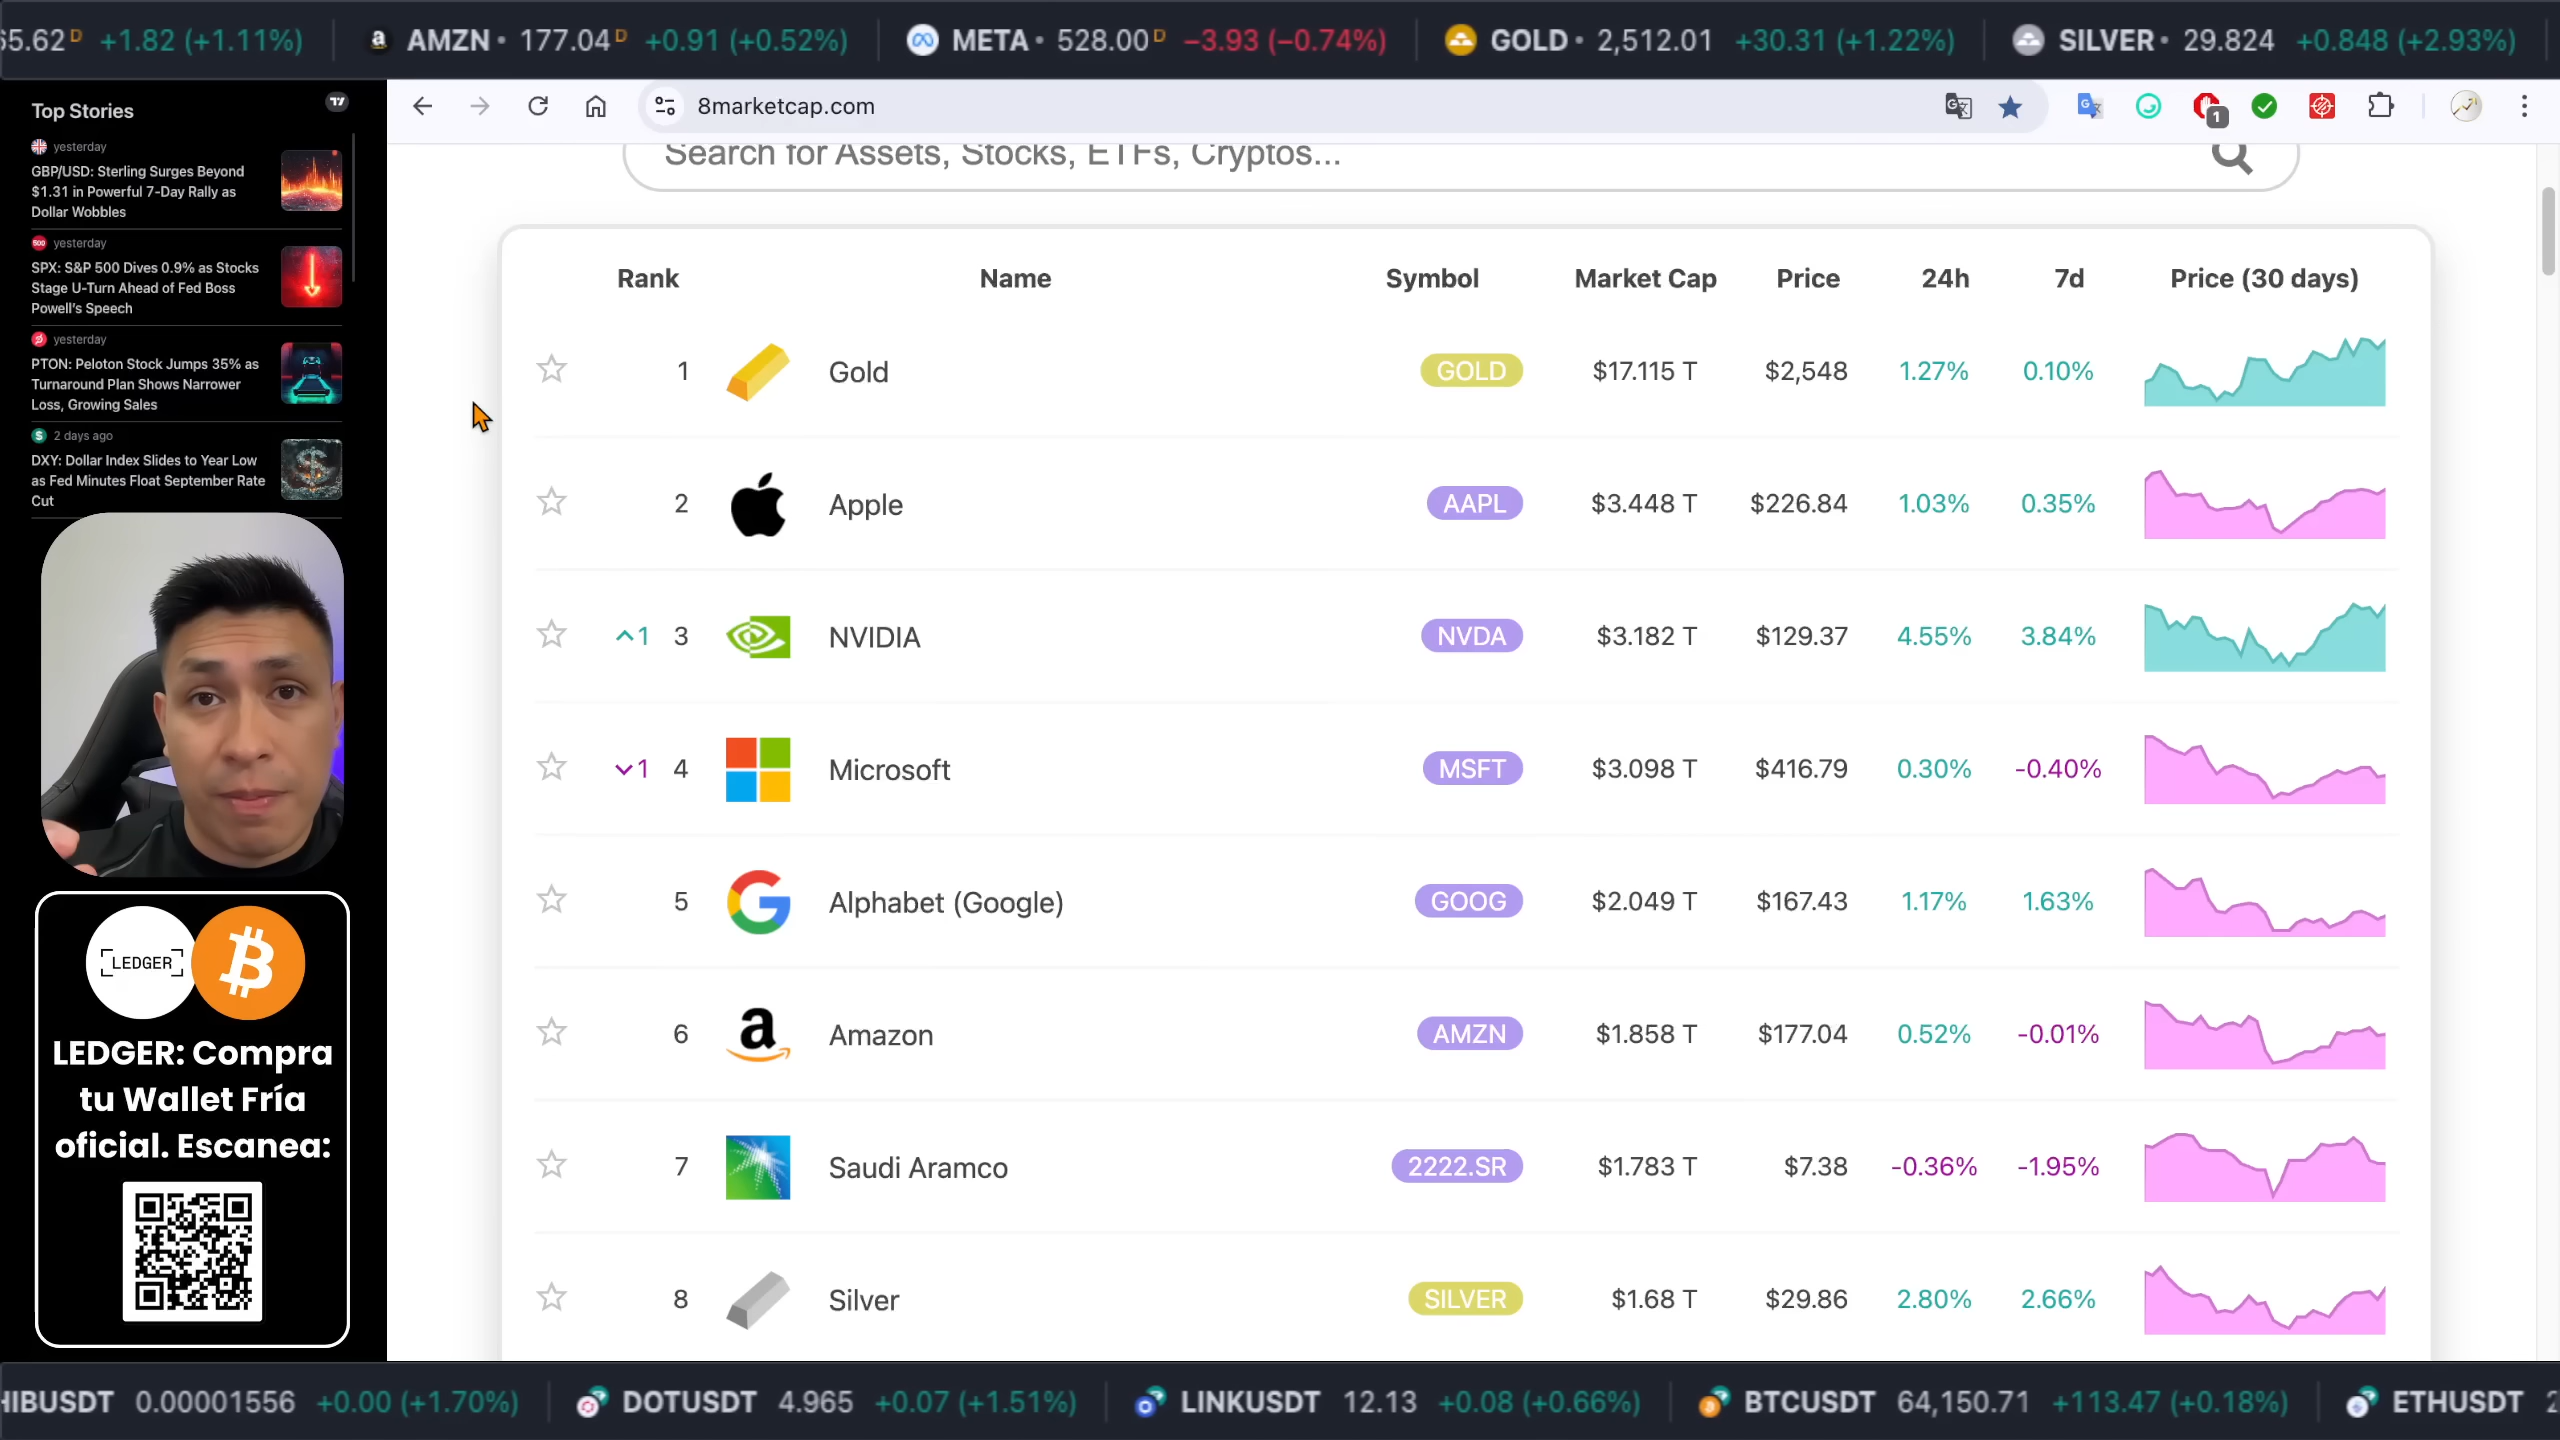 65.62 D +1.82 (+1.11%) AMZN • 177.04 D +0.91 (+0.52%) META • 528.00 D −3.93 (−0.74%) GOLD • 2,512.01 +30.31 (+1.22%) SILVER • 29.824 +0.848 (+2.93%)
Top Stories
yesterday
GBP/USD: Sterling Surges Beyond
$1.31 in Powerful 7-Day Rally as
Dollar Wobbles
500 yesterday
SPX: S&P 500 Dives 0.9% as Stocks
Stage U-Turn Ahead of Fed Boss
Powell's Speech
yesterday
PTON: Peloton Stock Jumps 35% as
Turnaround Plan Shows Narrower
Loss, Growing Sales
$ 2 days ago
DXY: Dollar Index Slides to Year Low
as Fed Minutes Float September Rate
Cut
[LEDGER]
LEDGER: Compra
tu Wallet Fría
oficial. Escanea:
8marketcap.com
1
Search for Assets, Stocks, ETFs, Cryptos...
Rank Name Symbol Market Cap Price 24h 7d Price (30 days)
1 Gold GOLD $17.115 T $2,548 1.27% 0.10%
2 Apple AAPL $3.448 T $226.84 1.03% 0.35%
1 3 NVIDIA NVDA $3.182 T $129.37 4.55% 3.84%
1 4 Microsoft MSFT $3.098 T $416.79 0.30% -0.40%
5 Alphabet (Google) GOOG $2.049 T $167.43 1.17% 1.63%
6 Amazon AMZN $1.858 T $177.04 0.52% -0.01%
7 Saudi Aramco 2222.SR $1.783 T $7.38 -0.36% -1.95%
8 Silver SILVER $1.68 T $29.86 2.80% 2.66%
HIBUSDT 0.00001556 +0.00 (+1.70%) DOTUSDT 4.965 +0.07 (+1.51%) LINKUSDT 12.13 +0.08 (+0.66%) BTCUSDT 64,150.71 +113.47 (+0.18%) ETHUSDT 2